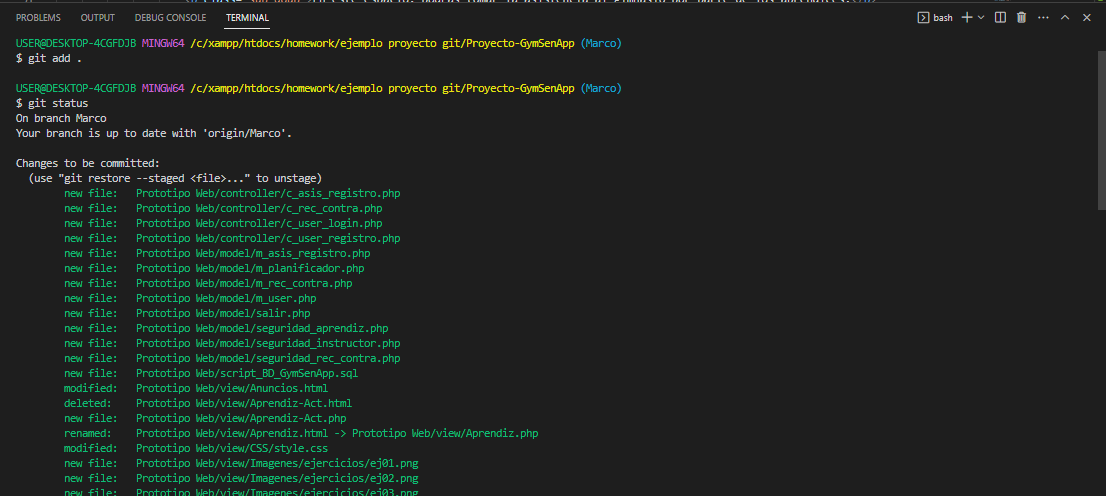 PROBLEMS OUTPUT DEBUG CONSOLE TERMINAL bash
USER@DESKTOP-4CGFDJB MINGW64 /c/xampp/htdocs/homework/ejemplo proyecto git/Proyecto-GymSenApp (Marco)
$ git add .
USER@DESKTOP-4CGFDJB MINGW64 /c/xampp/htdocs/homework/ejemplo proyecto git/Proyecto-GymSenApp (Marco)
$ git status
On branch Marco
Your branch is up to date with 'origin/Marco'.
Changes to be committed:
(use "git restore --staged <file>..." to unstage)
new file: Prototipo Web/controller/c_asis_registro.php
new file: Prototipo Web/controller/c_rec_contra.php
new file: Prototipo Web/controller/c_user_login.php
new file: Prototipo Web/controller/c_user_registro.php
new file: Prototipo Web/model/m_asis_registro.php
new file: Prototipo Web/model/m_planificador.php
new file: Prototipo Web/model/m_rec_contra.php
new file: Prototipo Web/model/m_user.php
new file: Prototipo Web/model/salir.php
new file: Prototipo Web/model/seguridad_aprendiz.php
new file: Prototipo Web/model/seguridad_instructor.php
new file: Prototipo Web/model/seguridad_rec_contra.php
new file: Prototipo Web/script_BD_GymSenApp.sql
modified: Prototipo Web/view/Anuncios.html
deleted: Prototipo Web/view/Aprendiz-Act.html
new file: Prototipo Web/view/Aprendiz-Act.php
renamed: Prototipo Web/view/Aprendiz.html -> Prototipo Web/view/Aprendiz.php
modified: Prototipo Web/view/CSS/style.css
new file: Prototipo Web/view/Imagenes/ejercicios/ej01.png
new file: Prototipo Web/view/Imagenes/ejercicios/ej02.png
new file: Prototipo Web/view/Imagenes/ejercicios/ej03.png